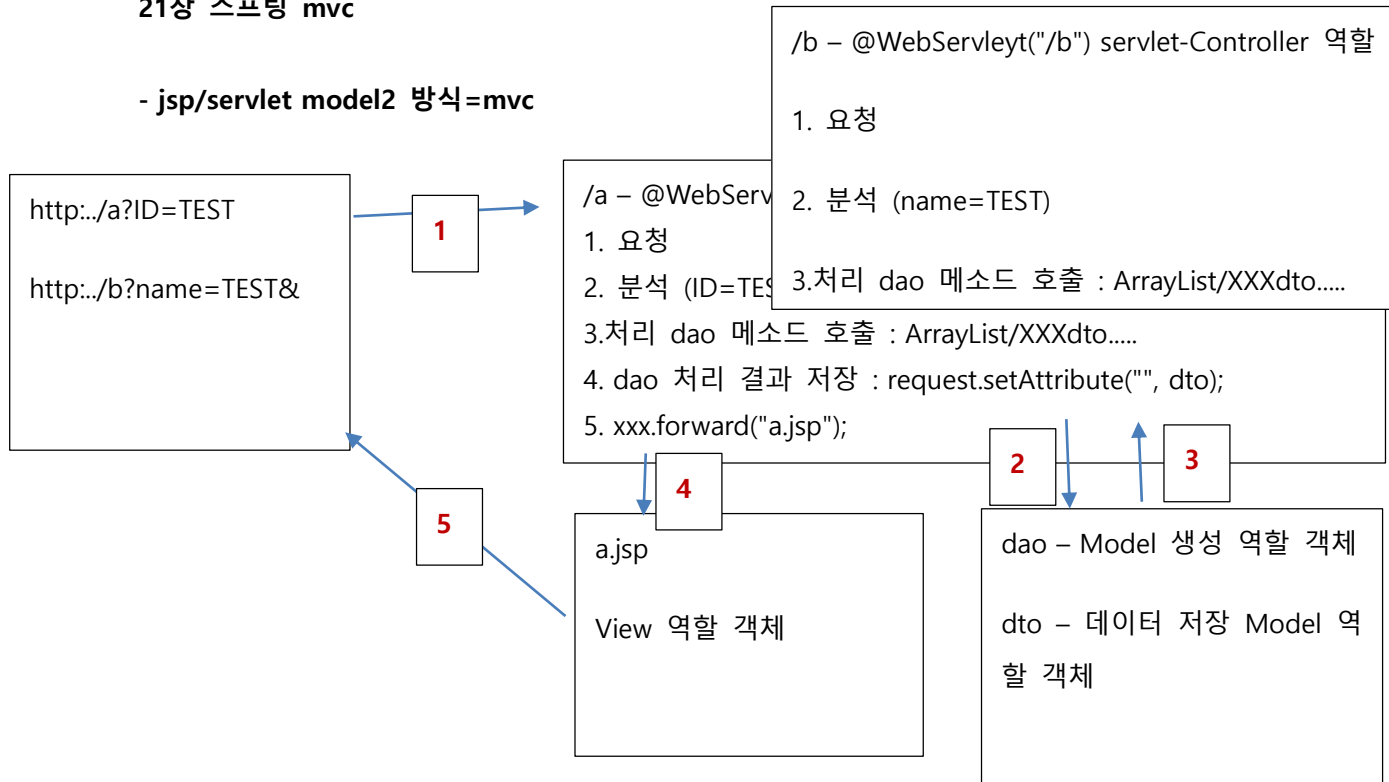 21장 스프링 mvc
- jsp/servlet model2 방식=mvc
http:../a?ID=TEST
http:../b?name=TEST&
1
/b – @WebServleyt("/b") servlet-Controller 역할
1. 요청
2. 분석 (name=TEST)
3.처리 dao 메소드 호출 : ArrayList/XXXdto.....
/a – @WebServ
1. 요청
2. 분석 (ID=TES
3.처리 dao 메소드 호출 : ArrayList/XXXdto.....
4. dao 처리 결과 저장 : request.setAttribute("", dto);
5. xxx.forward("a.jsp");
2
3
4
5
a.jsp
View 역할 객체
dao – Model 생성 역할 객체
dto – 데이터 저장 Model 역
할 객체